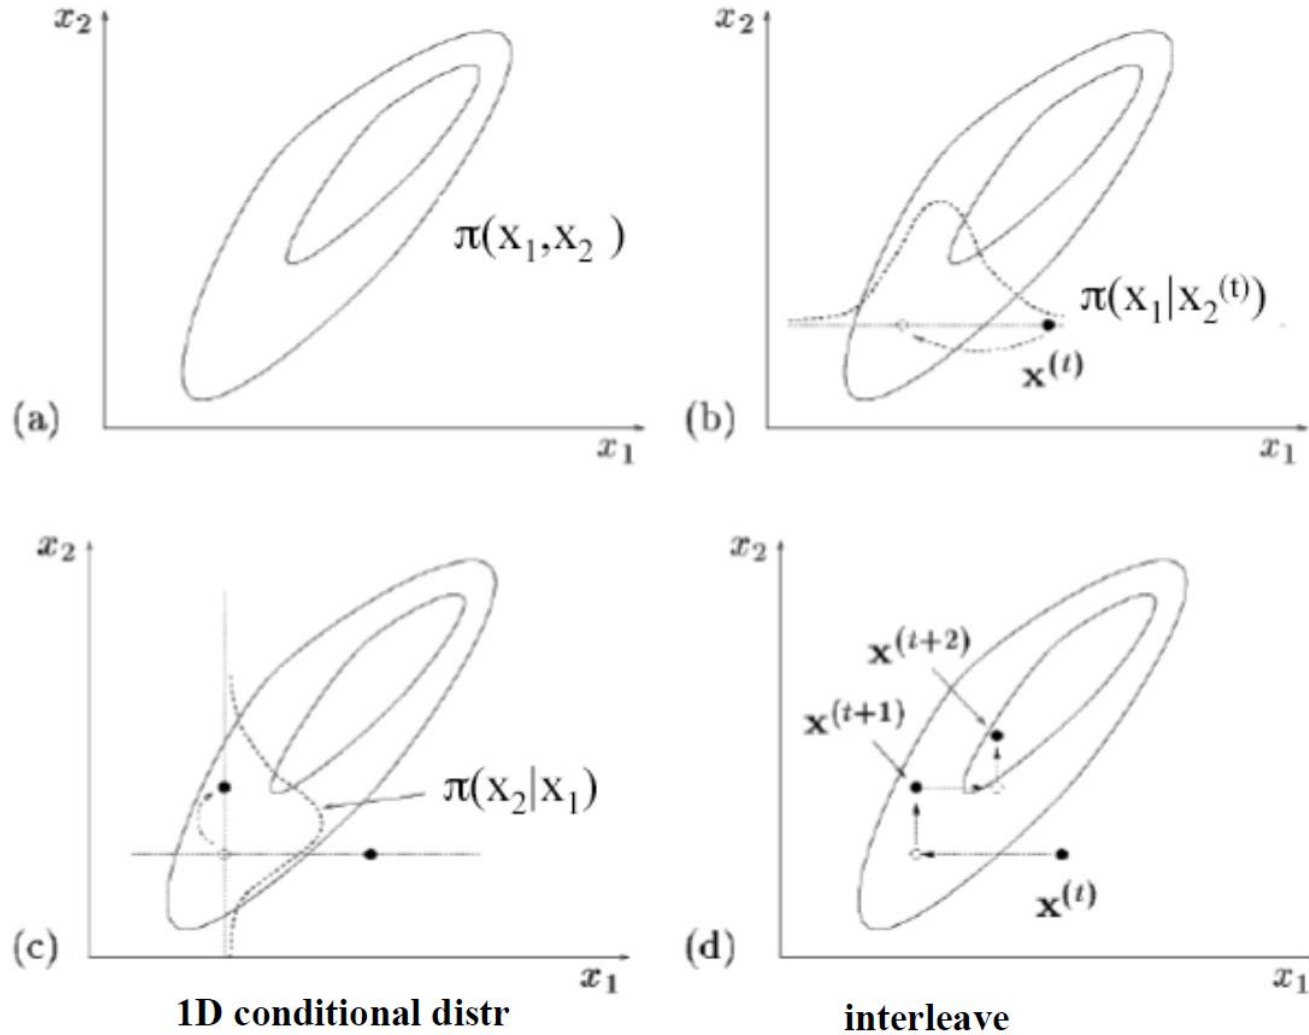 x₂
π(x₁,x₂ )
(a)
x₁
x₂
π(x₁|x₂⁽ᵗ⁾)
x⁽ᵗ⁾
(b)
x₁
x₂
π(x₂|x₁)
(c)
x₁
1D conditional distr
x₂
x⁽ᵗ⁺²⁾
x⁽ᵗ⁺¹⁾
x⁽ᵗ⁾
(d)
x₁
interleave